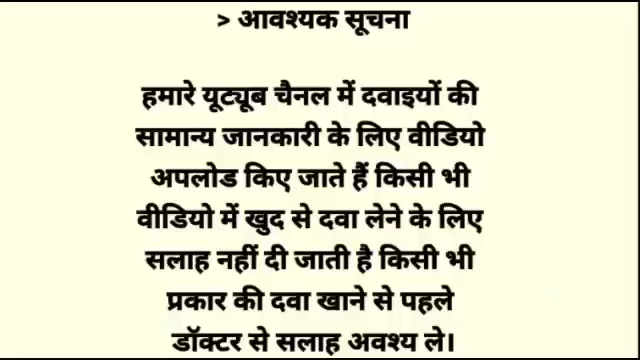 > आवश्यक सूचना
हमारे यूट्यूब चैनल में दवाइयों की
सामान्य जानकारी के लिए वीडियो
अपलोड किए जाते हैं किसी भी
वीडियो में खुद से दवा लेने के लिए
सलाह नहीं दी जाती है किसी भी
प्रकार की दवा खाने से पहले
डॉक्टर से सलाह अवश्य ले।